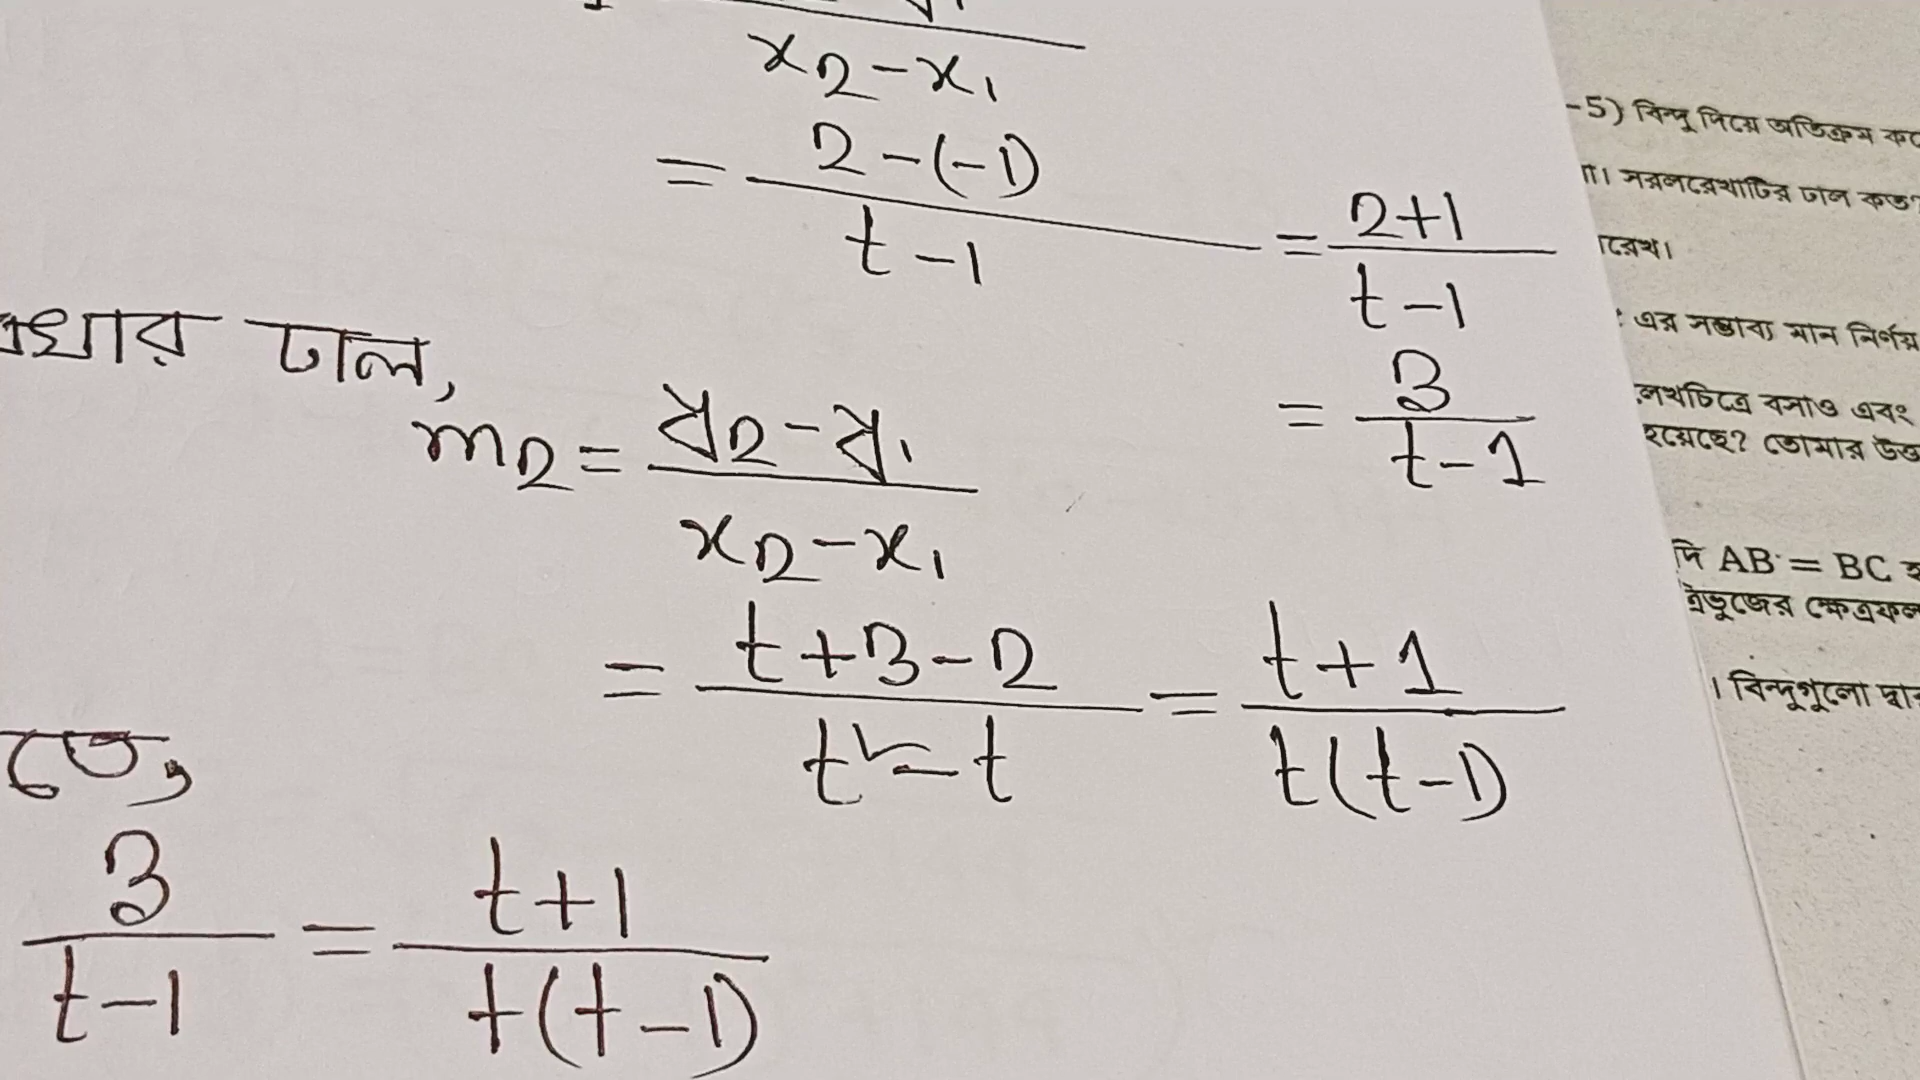 x₂-x₁
= 2-(-1) / t-1 = 2+1 / t-1
= 3 / t-1
ঢাল,
m₂ = y₂-y₁ / x₂-x₁
= t+3-2 / t²-t = t+1 / t(t-1)
তে,
3 / t-1 = t+1 / t(t-1)
-5) বিন্দু দিয়ে অতিক্রম
সরলরেখাটির ঢাল কত?
এর সম্ভাব্য মান নির্ণয়
বসাও এবং
হয়েছে? তোমার
AB = BC
ক্ষেত্রফল
। বিন্দুগুলো